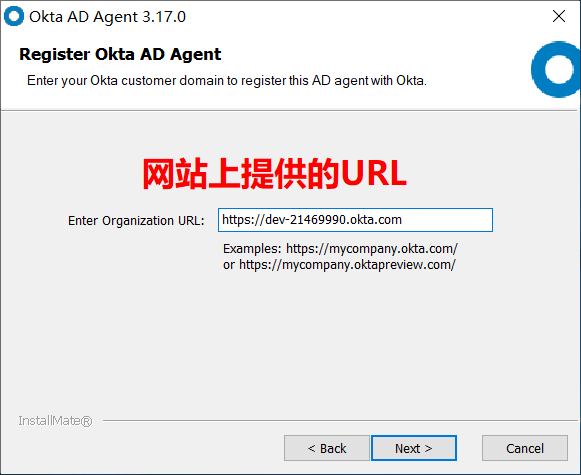 Okta AD Agent 3.17.0
Register Okta AD Agent
Enter your Okta customer domain to register this AD agent with Okta.
网站上提供的URL
Enter Organization URL: https://dev-21469990.okta.com
Examples: https://mycompany.okta.com/
or https://mycompany.oktapreview.com/
InstallMate®
< Back Next > Cancel